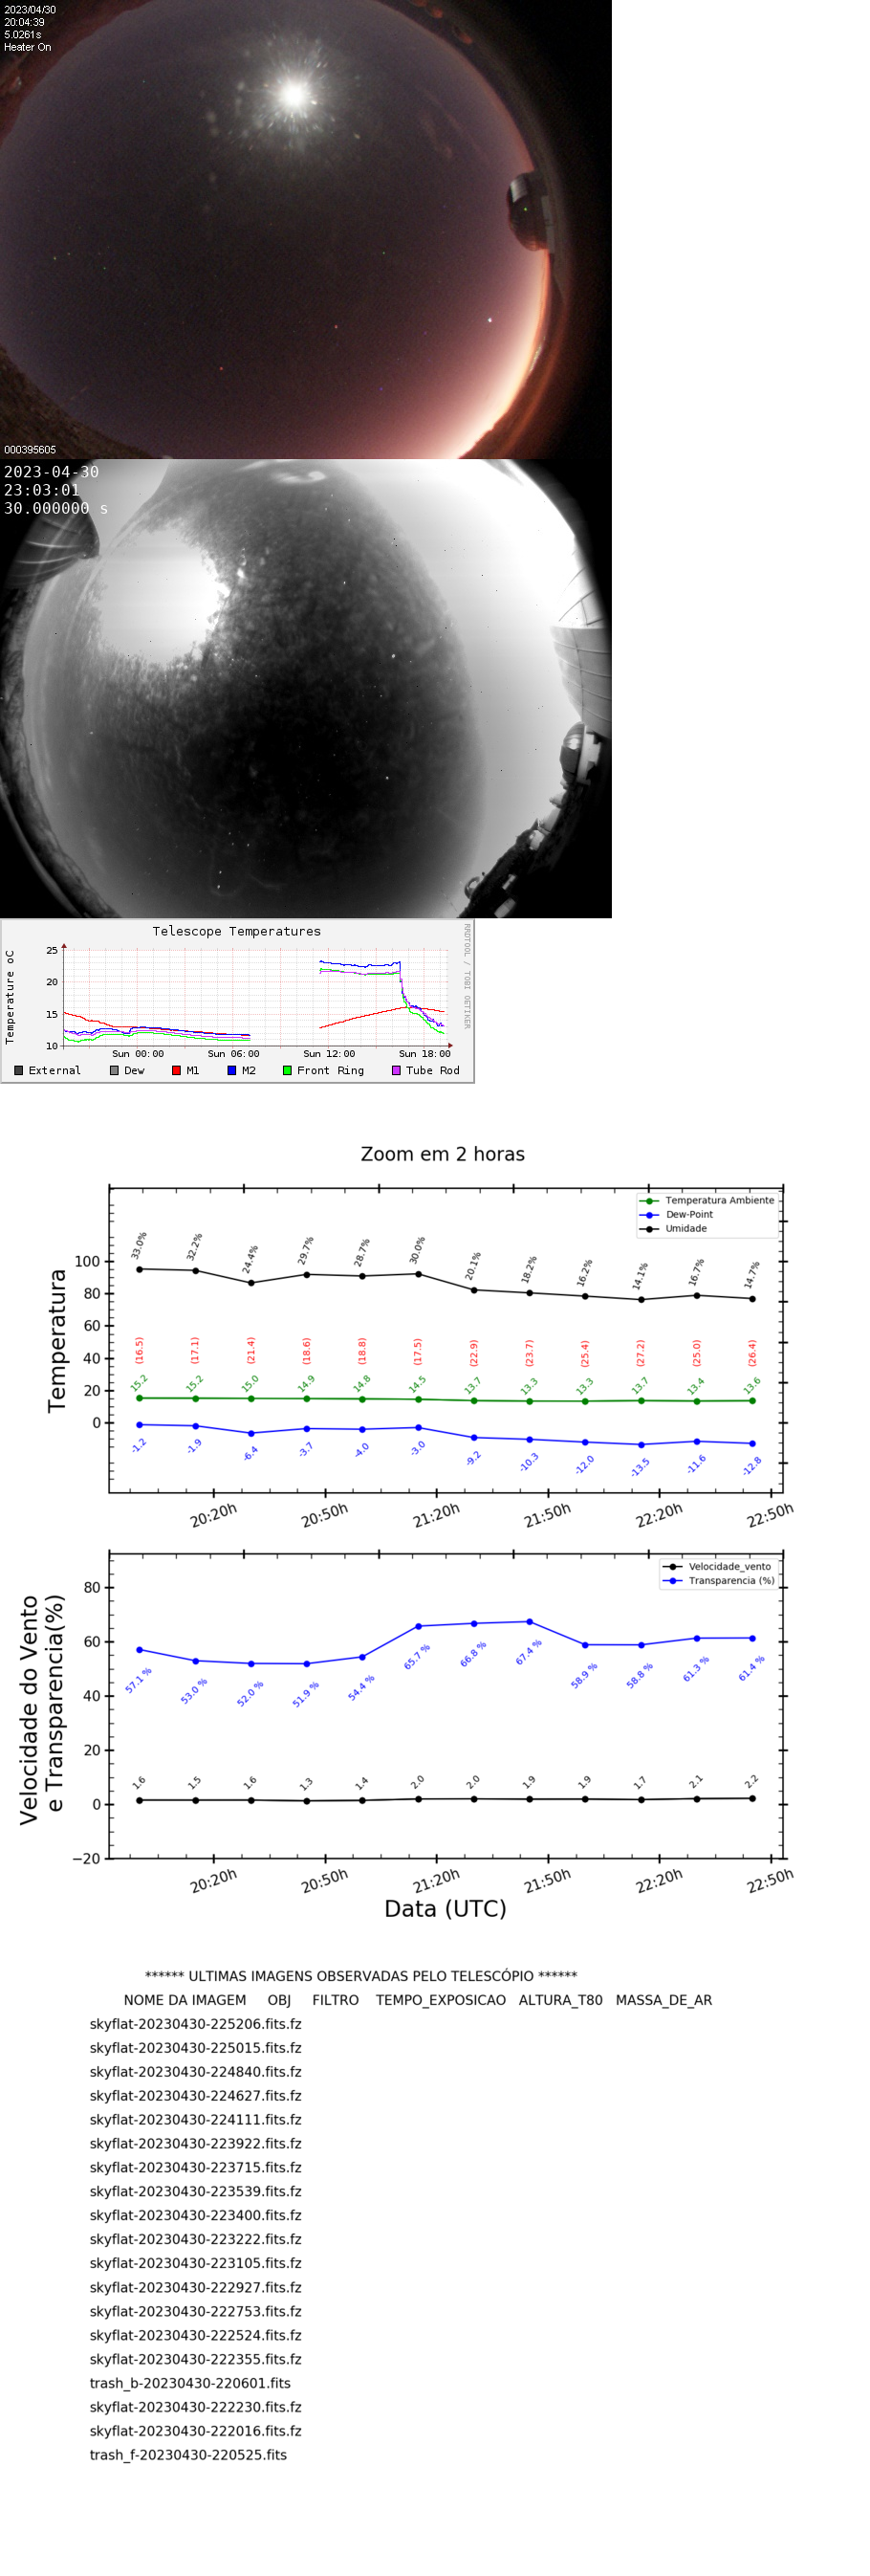 2023/04/30
20:04:39
5.0261s
Heater On
000395605
2023-04-30
23:03:01
30.000000 s
Telescope Temperatures
RRDTOOL / TOBI OETIKER
Temperature oC
25
20
15
10
Sun 00:00 Sun 06:00 Sun 12:00 Sun 18:00
External Dew M1 M2 Front Ring Tube Rod
Zoom em 2 horas
Temperatura Ambiente
Dew-Point
Umidade
Temperatura
100
80
60
40
20
0
33.0% 32.2% 24.4% 29.7% 28.7% 30.0% 20.1% 18.2% 16.2% 14.1% 16.7% 14.7%
(16.5) (17.1) (21.4) (18.6) (18.8) (17.5) (22.9) (23.7) (25.4) (27.2) (25.0) (26.4)
15.2 15.2 15.0 14.9 14.8 14.5 13.7 13.3 13.3 13.7 13.4 13.6
-1.2 -1.9 -6.4 -3.7 -4.0 -3.0 -9.2 -10.3 -12.0 -13.5 -11.6 -12.8
20:20h 20:50h 21:20h 21:50h 22:20h 22:50h
Velocidade_vento
Transparencia (%)
Velocidade do Vento
e Transparencia(%)
80
60
40
20
0
−20
57.1 % 53.0 % 52.0 % 51.9 % 54.4 % 65.7 % 66.8 % 67.4 % 58.9 % 58.8 % 61.3 % 61.4 %
1.6 1.5 1.6 1.3 1.4 2.0 2.0 1.9 1.9 1.7 2.1 2.2
20:20h 20:50h 21:20h 21:50h 22:20h 22:50h
Data (UTC)
****** ULTIMAS IMAGENS OBSERVADAS PELO TELESCÓPIO ******
NOME DA IMAGEM OBJ FILTRO TEMPO_EXPOSICAO ALTURA_T80 MASSA_DE_AR
skyflat-20230430-225206.fits.fz
skyflat-20230430-225015.fits.fz
skyflat-20230430-224840.fits.fz
skyflat-20230430-224627.fits.fz
skyflat-20230430-224111.fits.fz
skyflat-20230430-223922.fits.fz
skyflat-20230430-223715.fits.fz
skyflat-20230430-223539.fits.fz
skyflat-20230430-223400.fits.fz
skyflat-20230430-223222.fits.fz
skyflat-20230430-223105.fits.fz
skyflat-20230430-222927.fits.fz
skyflat-20230430-222753.fits.fz
skyflat-20230430-222524.fits.fz
skyflat-20230430-222355.fits.fz
trash_b-20230430-220601.fits
skyflat-20230430-222230.fits.fz
skyflat-20230430-222016.fits.fz
trash_f-20230430-220525.fits